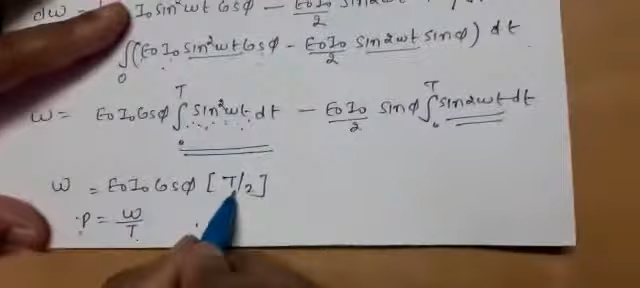 dw = I₀ sin²ωt Cosφ − E₀I₀/2 sin2ωt
∫₀ (E₀I₀ sin²ωt Cosφ − E₀I₀/2 sin2ωt sinφ) dt
W = E₀I₀ Cosφ ∫₀ᵀ sin²ωt dt − E₀I₀/2 sinφ ∫₀ᵀ sin2ωt dt
W = E₀I₀ Cosφ [T/2]
P = W/T